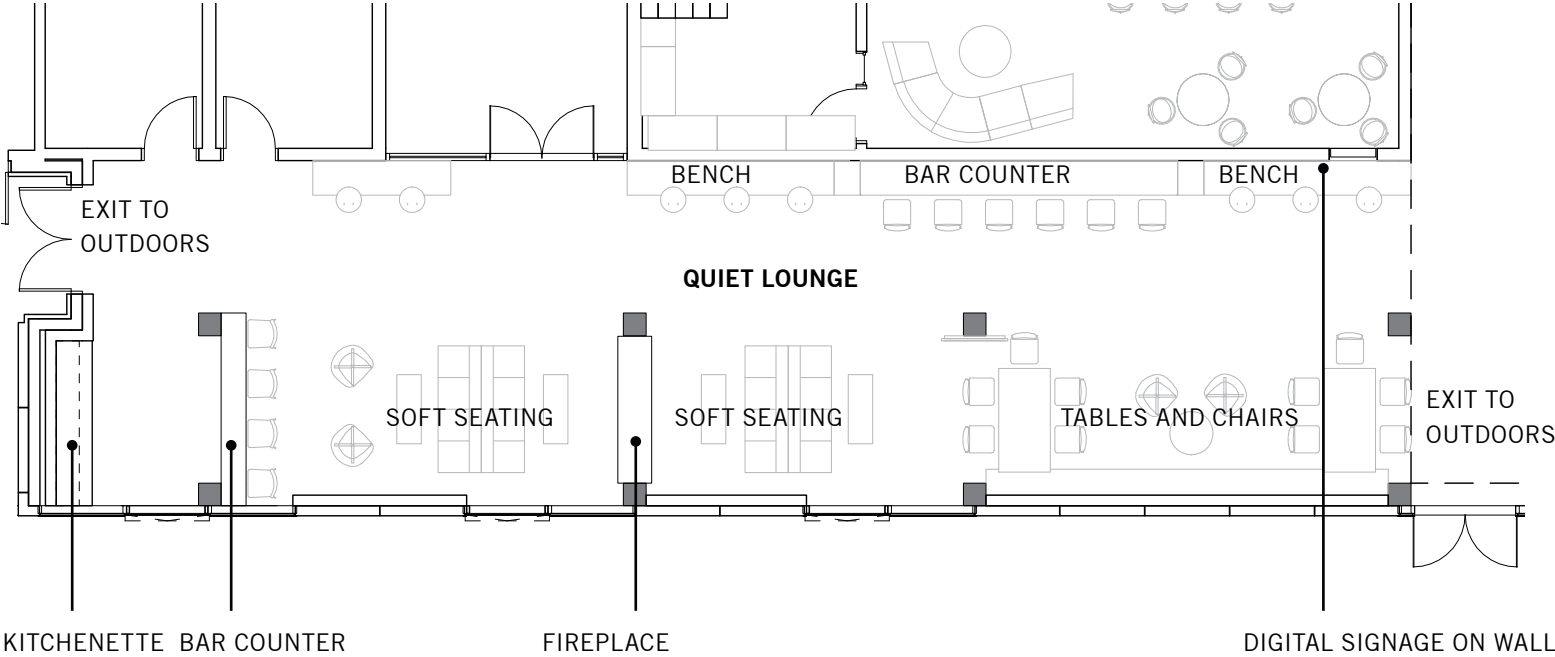 BENCH
BAR COUNTER
BENCH
EXIT TO
OUTDOORS
QUIET LOUNGE
SOFT SEATING
SOFT SEATING
TABLES AND CHAIRS
EXIT TO
OUTDOORS
KITCHENETTE
BAR COUNTER
FIREPLACE
DIGITAL SIGNAGE ON WALL